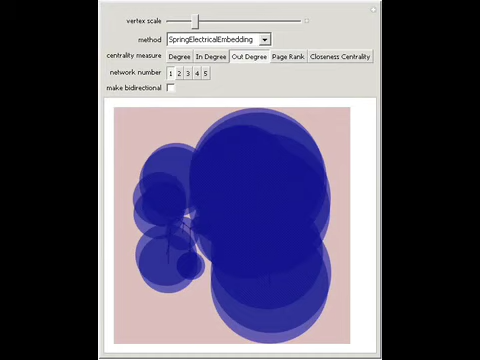 vertex scale
method SpringElectricalEmbedding
centrality measure Degree In Degree Out Degree Page Rank Closeness Centrality
network number 1 2 3 4 5
make bidirectional